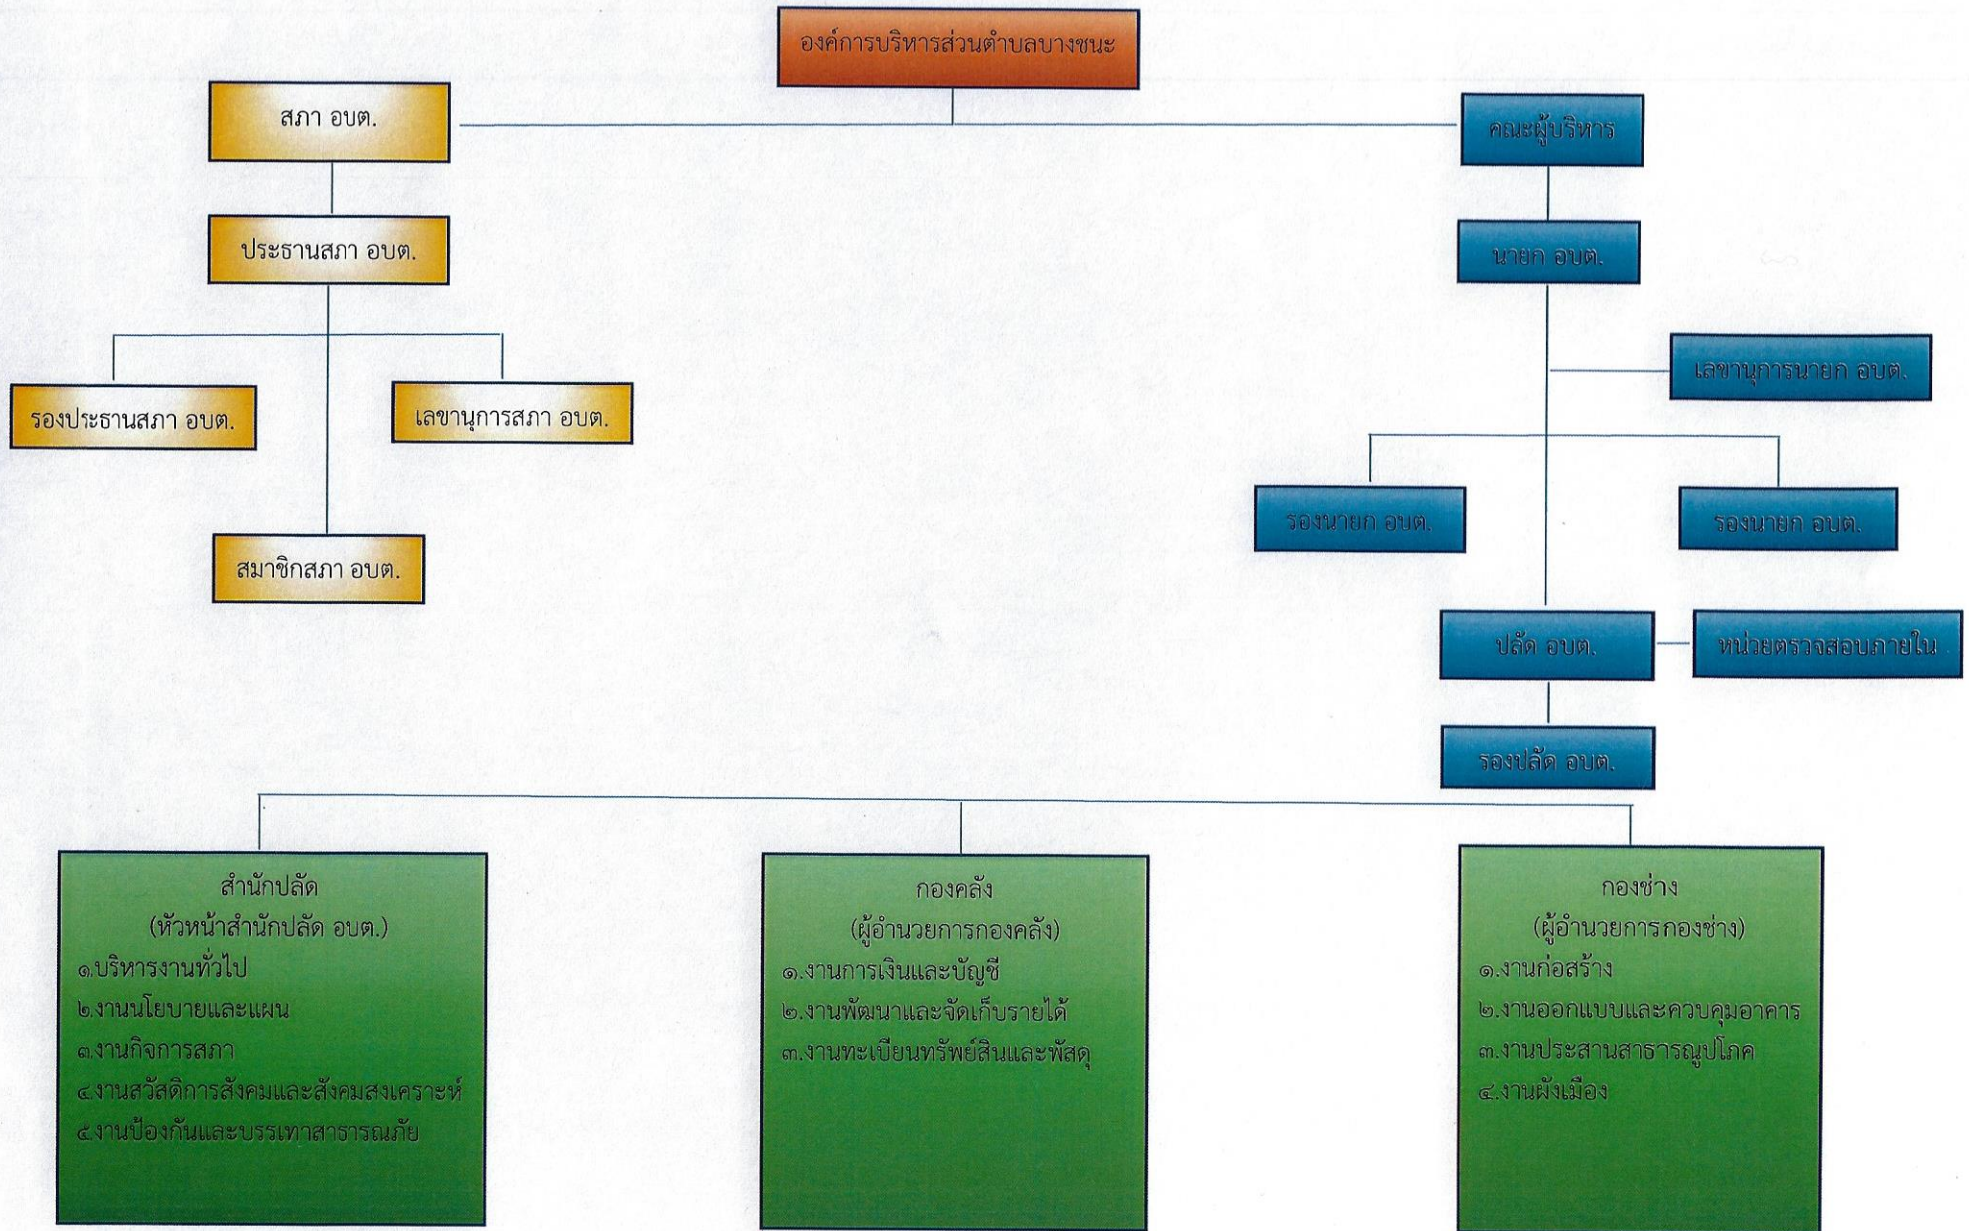 องค์การบริหารส่วนตำบลบางชนะ
สภา อบต.
คณะผู้บริหาร
ประธานสภา อบต.
นายก อบต.
เลขานุการนายก อบต.
รองประธานสภา อบต.
เลขานุการสภา อบต.
รองนายก อบต.
รองนายก อบต.
สมาชิกสภา อบต.
ปลัด อบต.
หน่วยตรวจสอบภายใน
รองปลัด อบต.
สำนักปลัด
(หัวหน้าสำนักปลัด อบต.)
๑.บริหารงานทั่วไป
๒.งานนโยบายและแผน
๓.งานกิจการสภา
๔.งานสวัสดิการสังคมและสังคมสงเคราะห์
๕.งานป้องกันและบรรเทาสาธารณภัย
กองคลัง
(ผู้อำนวยการกองคลัง)
๑.งานการเงินและบัญชี
๒.งานพัฒนาและจัดเก็บรายได้
๓.งานทะเบียนทรัพย์สินและพัสดุ
กองช่าง
(ผู้อำนวยการกองช่าง)
๑.งานก่อสร้าง
๒.งานออกแบบและควบคุมอาคาร
๓.งานประสานสาธารณูปโภค
๔.งานผังเมือง